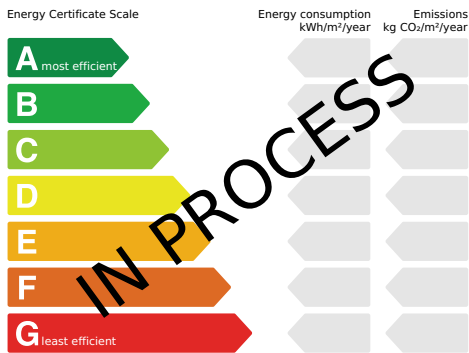 Energy Certificate Scale
Energy consumption
kWh/m²/year
Emissions
kg CO₂/m²/year
A most efficient
B
C
D
E
F
G least efficient
IN PROCESS